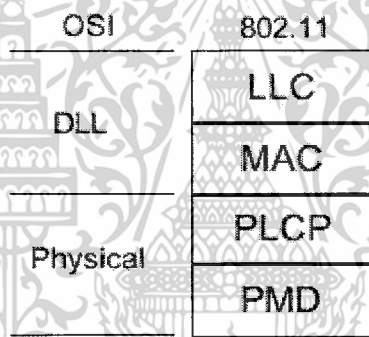 OSI 802.11
DLL
LLC
MAC
Physical
PLCP
PMD